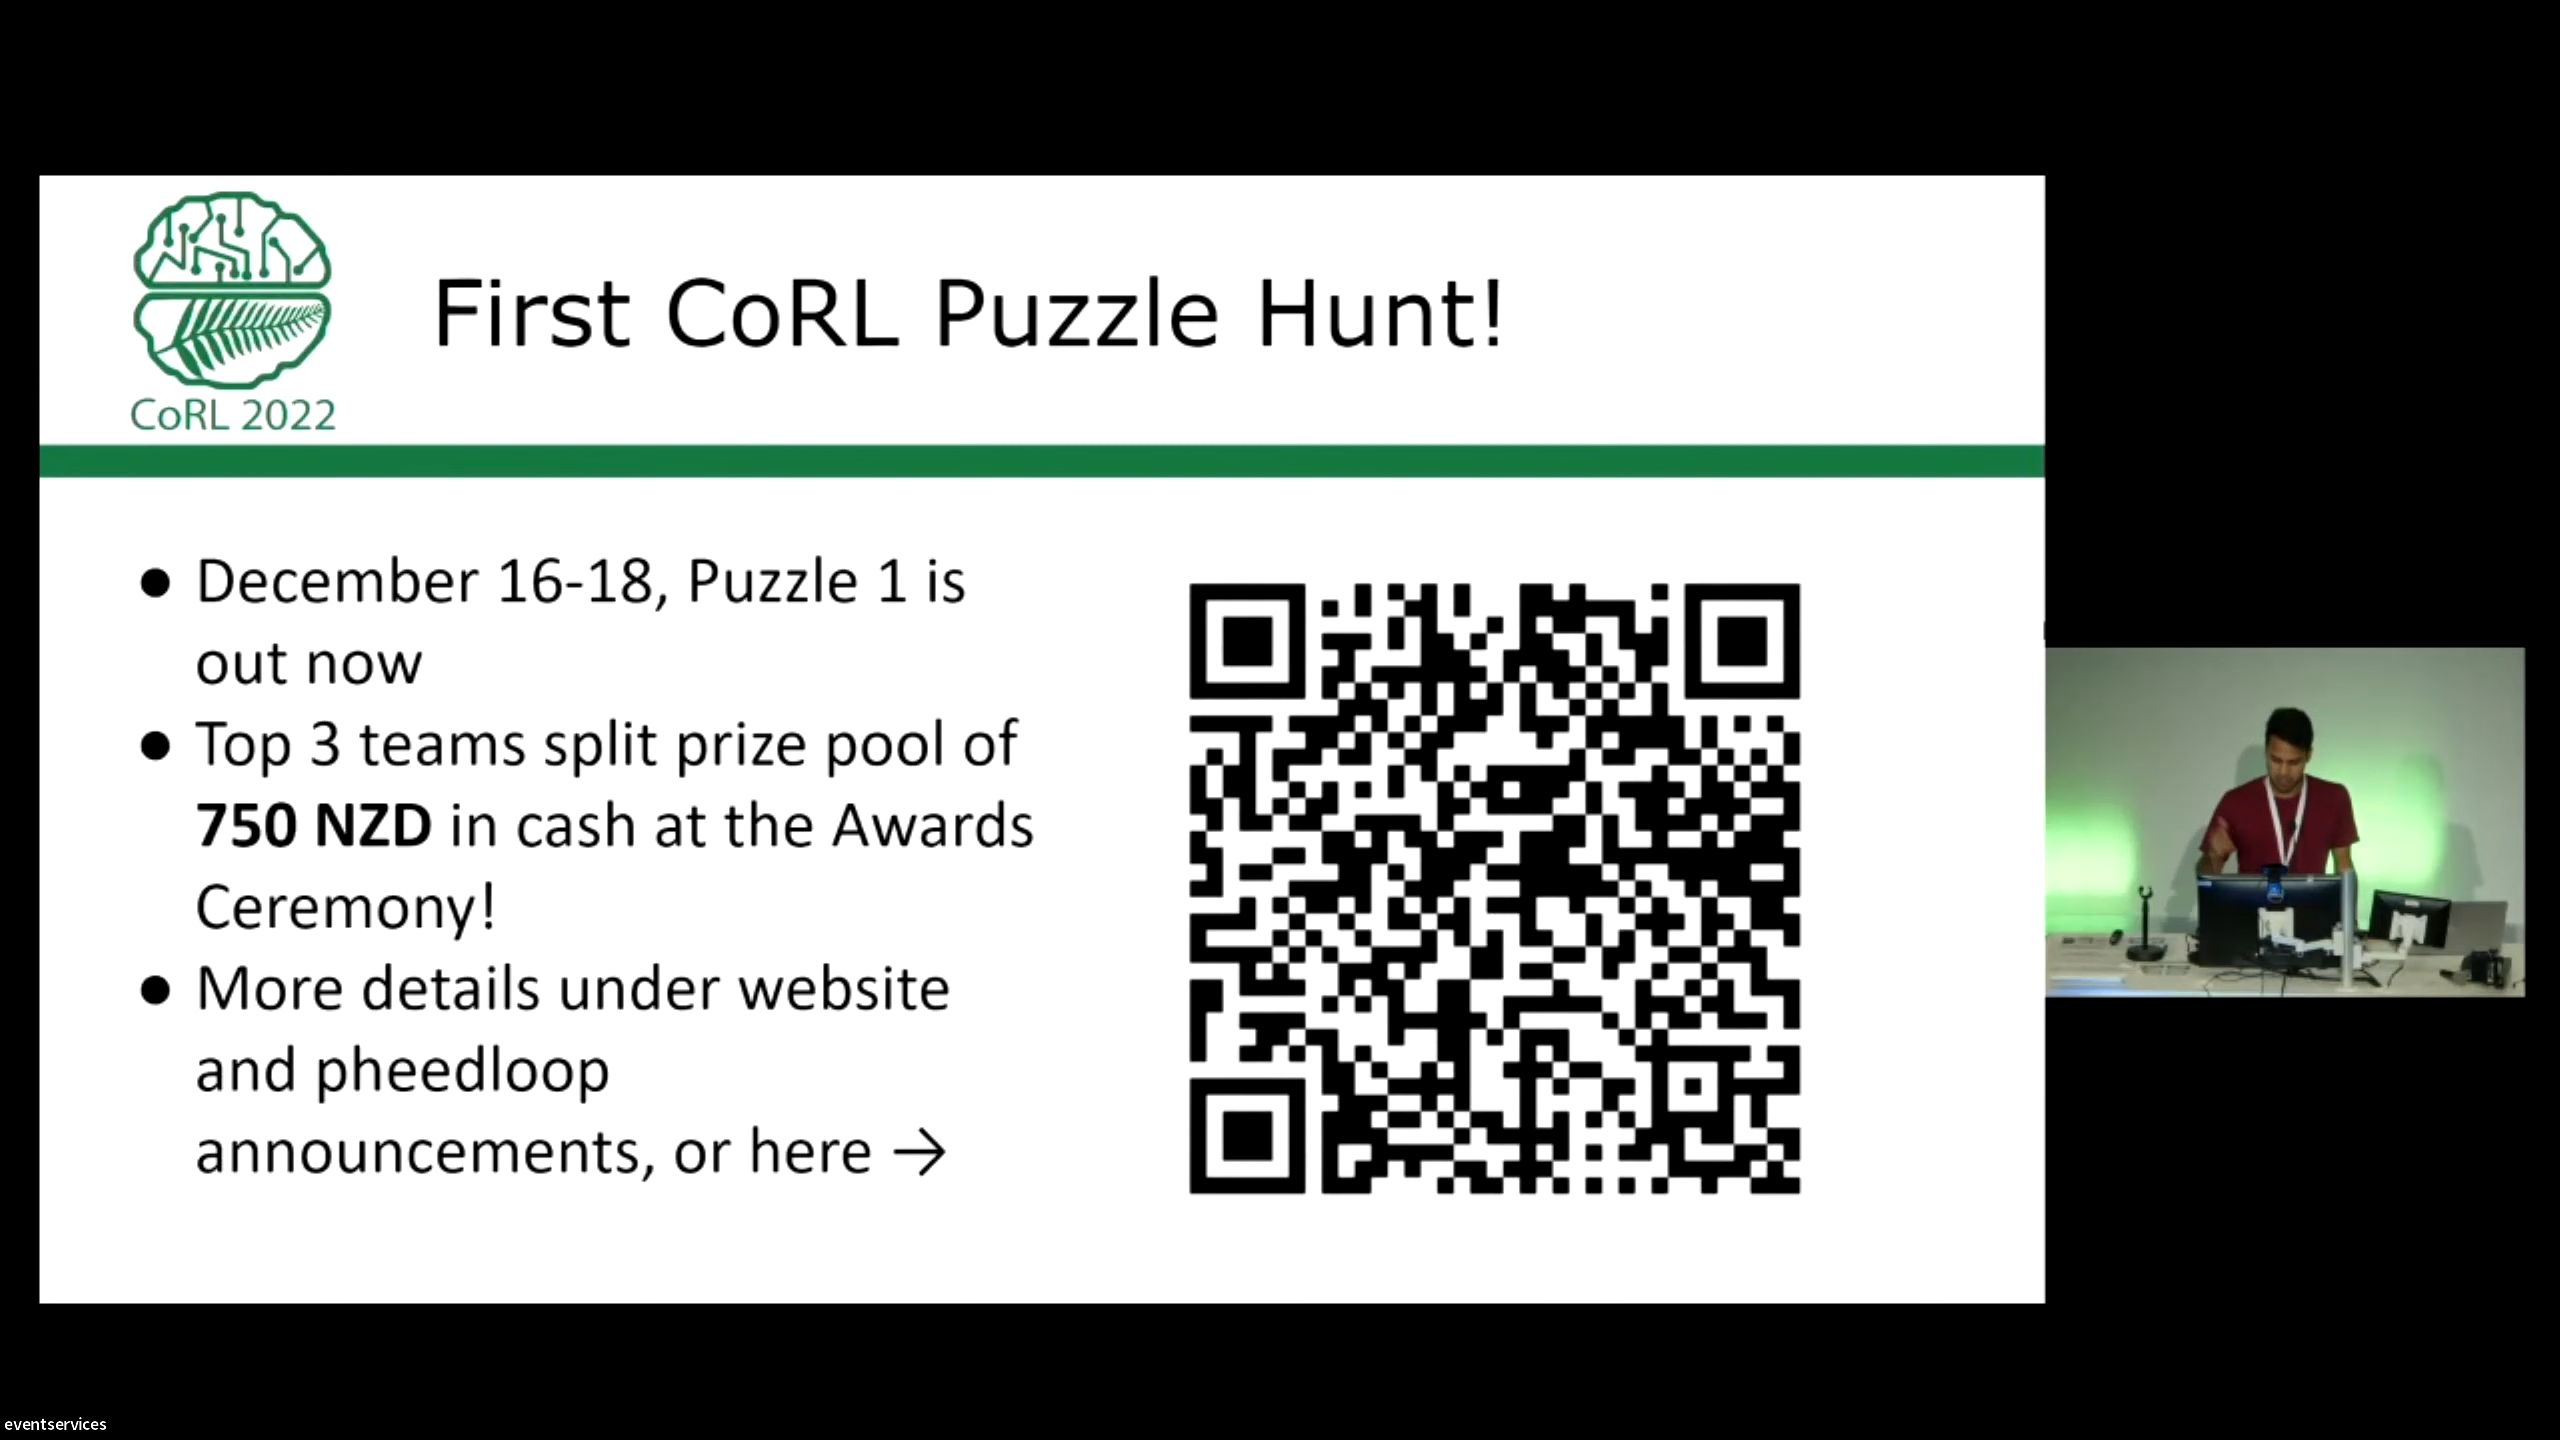 CoRL 2022
First CoRL Puzzle Hunt!
● December 16-18, Puzzle 1 is
out now
● Top 3 teams split prize pool of
750 NZD in cash at the Awards
Ceremony!
● More details under website
and pheedloop
announcements, or here →
eventservices